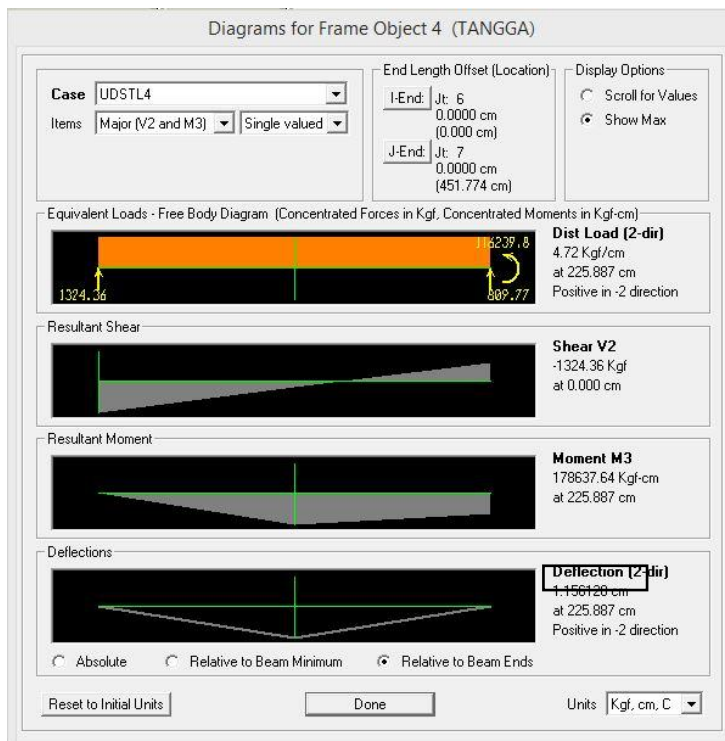 Diagrams for Frame Object 4 (TANGGA)
Case UDSTL4
Items Major (V2 and M3) Single valued
End Length Offset (Location)
I-End: Jt: 6
0.0000 cm
(0.000 cm)
J-End: Jt: 7
0.0000 cm
(451.774 cm)
Display Options
Scroll for Values
Show Max
Equivalent Loads - Free Body Diagram (Concentrated Forces in Kgf, Concentrated Moments in Kgf-cm)
116239.8
1324.36
809.77
Dist Load (2-dir)
4.72 Kgf/cm
at 225.887 cm
Positive in -2 direction
Resultant Shear
Shear V2
-1324.36 Kgf
at 0.000 cm
Resultant Moment
Moment M3
178637.64 Kgf-cm
at 225.887 cm
Deflections
Deflection (2-dir)
1.156128 cm
at 225.887 cm
Positive in -2 direction
Absolute Relative to Beam Minimum Relative to Beam Ends
Reset to Initial Units Done Units Kgf, cm, C